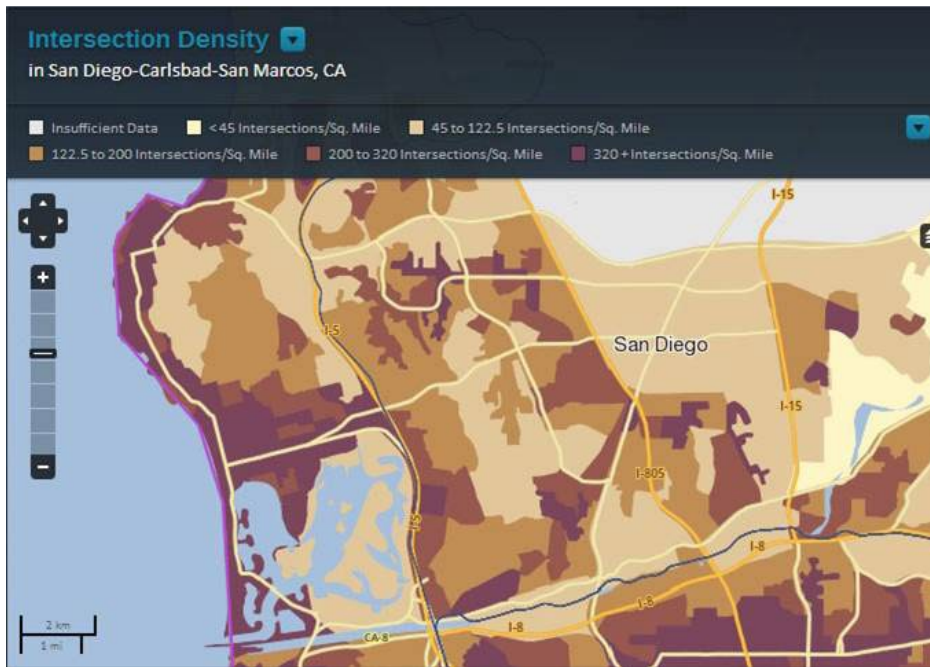 Intersection Density
in San Diego-Carlsbad-San Marcos, CA
Insufficient Data <45 Intersections/Sq. Mile 45 to 122.5 Intersections/Sq. Mile
122.5 to 200 Intersections/Sq. Mile 200 to 320 Intersections/Sq. Mile 320+ Intersections/Sq. Mile
I-15
I-5
San Diego
I-15
I-805
I-5
I-8
I-8
I-8
CA-8
2 km
1 mi